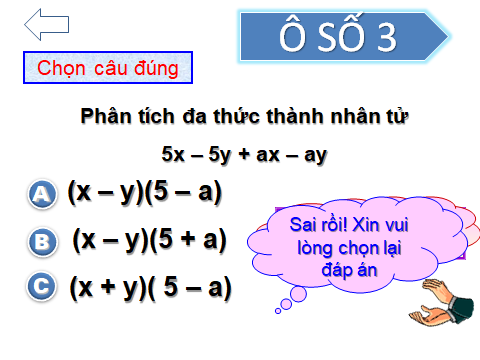 Ô SỐ 3
Chọn câu đúng
Phân tích đa thức thành nhân tử
5x – 5y + ax – ay
A (x – y)(5 – a)
B (x – y)(5 + a)
C (x + y)( 5 – a)
Sai rồi! Xin vui
lòng chọn lại
đáp án